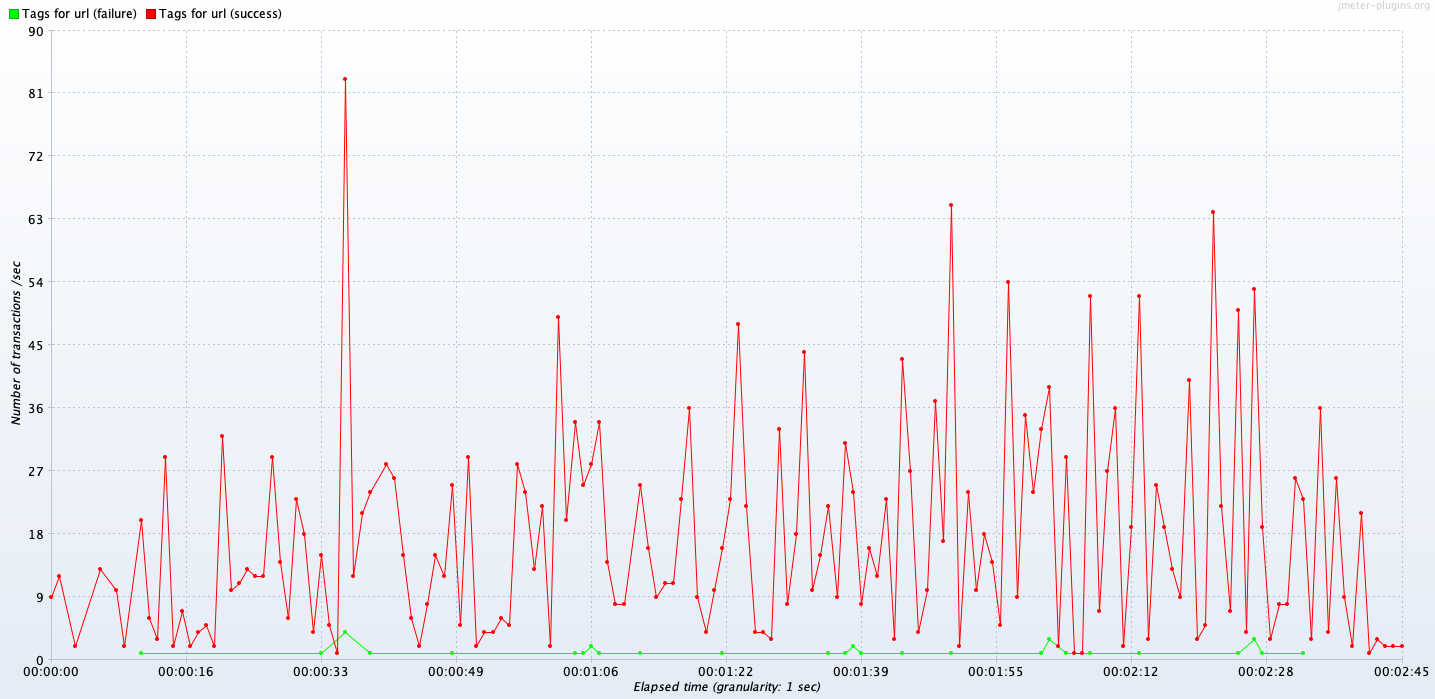 Tags for url (failure) Tags for url (success)
jmeter-plugins.org
90
81
72
63
54
45
36
27
18
9
0
Number of transactions /sec
00:00:00 00:00:16 00:00:33 00:00:49 00:01:06 00:01:22 00:01:39 00:01:55 00:02:12 00:02:28 00:02:45
Elapsed time (granularity: 1 sec)